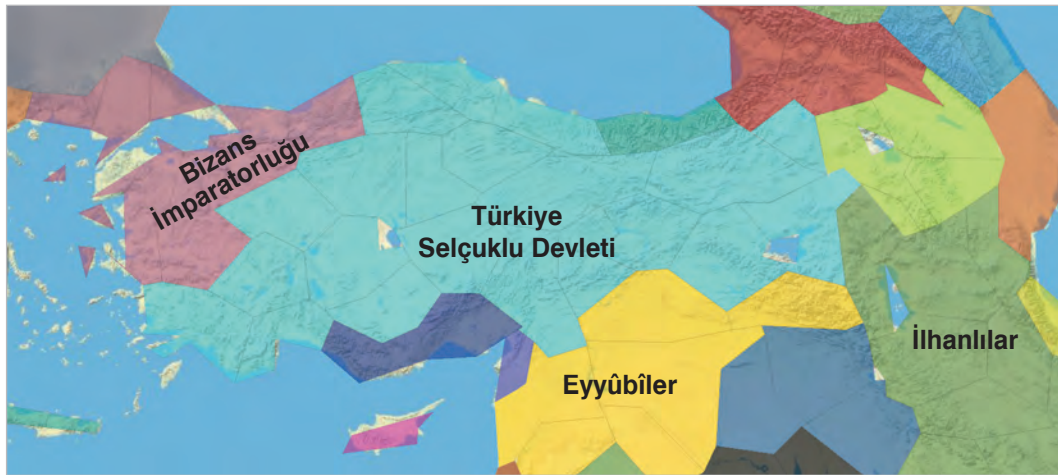 Bizans
İmparatorluğu
Türkiye
Selçuklu Devleti
Eyyûbîler
İlhanlılar